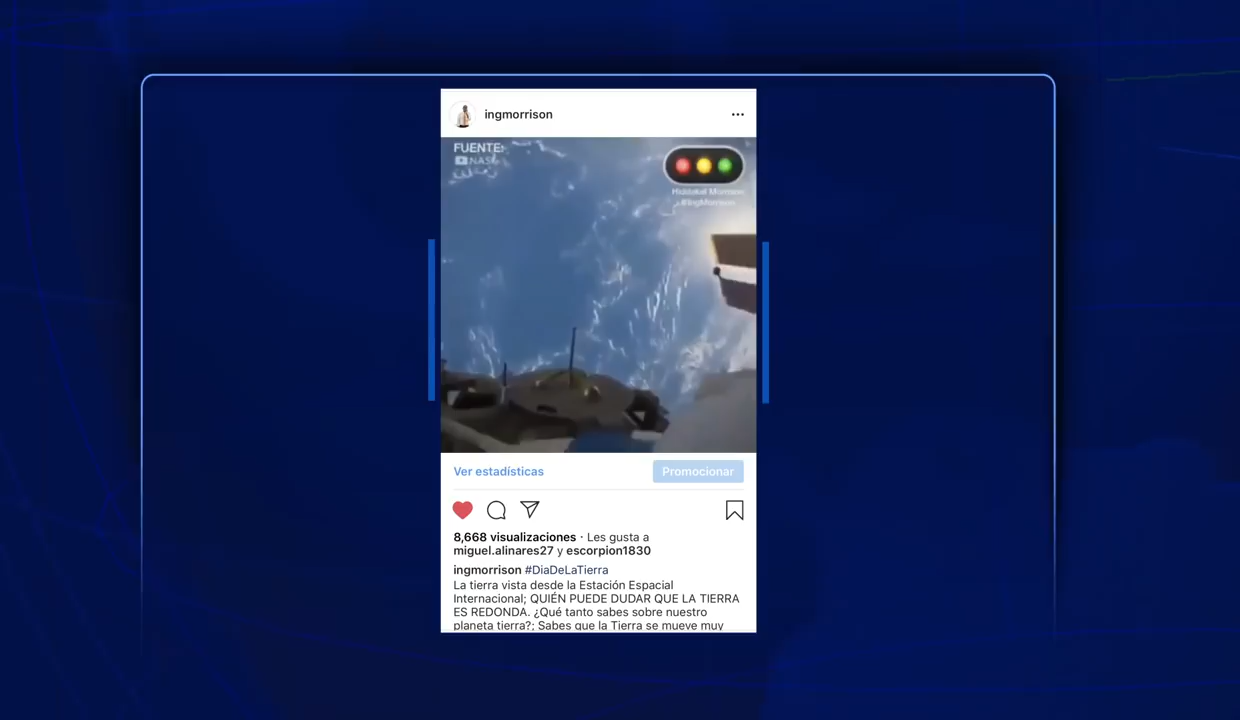 ingmorrison
FUENTE:
NASA
Hiddekel Morrison
@IngMorrison
Ver estadísticas
Promocionar
8,668 visualizaciones · Les gusta a
miguel.alinares27 y escorpion1830
ingmorrison #DiaDeLaTierra
La tierra vista desde la Estación Espacial
Internacional; QUIÉN PUEDE DUDAR QUE LA TIERRA
ES REDONDA. ¿Qué tanto sabes sobre nuestro
planeta tierra?; Sabes que la Tierra se mueve muy